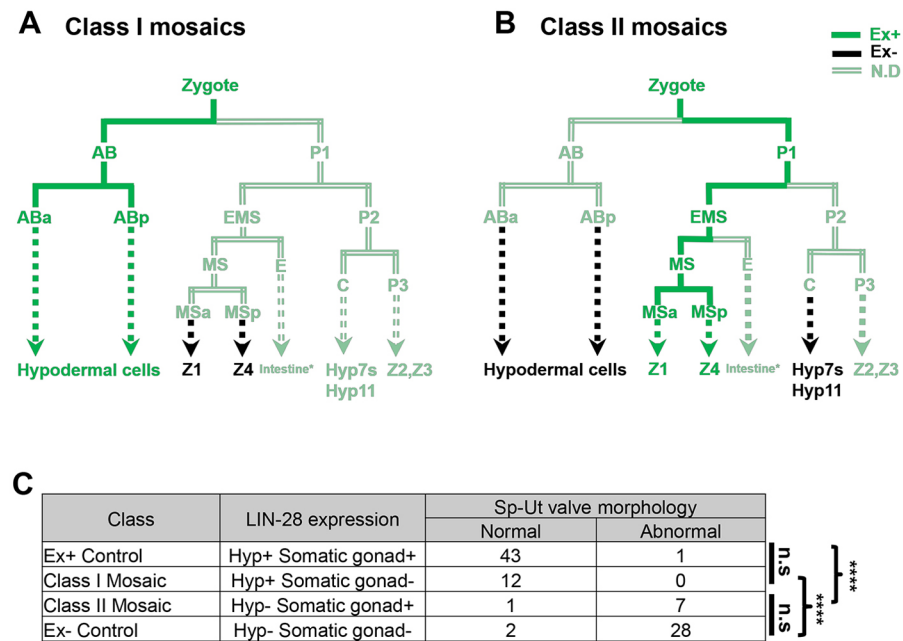 A Class I mosaics
B Class II mosaics
Ex+
Ex-
N.D
Zygote
AB P1
ABa ABp EMS P2
MS E C P3
MSa MSp
Hypodermal cells Z1 Z4 Intestine* Hyp7s Z2,Z3
Hyp11
Zygote
AB P1
ABa ABp EMS P2
MS E C P3
MSa MSp
Hypodermal cells Z1 Z4 Intestine* Hyp7s Z2,Z3
Hyp11
C
Class LIN-28 expression Sp-Ut valve morphology
Normal Abnormal
Ex+ Control Hyp+ Somatic gonad+ 43 1
Class I Mosaic Hyp+ Somatic gonad- 12 0
Class II Mosaic Hyp- Somatic gonad+ 1 7
Ex- Control Hyp- Somatic gonad- 2 28
n.s
n.s
****
****